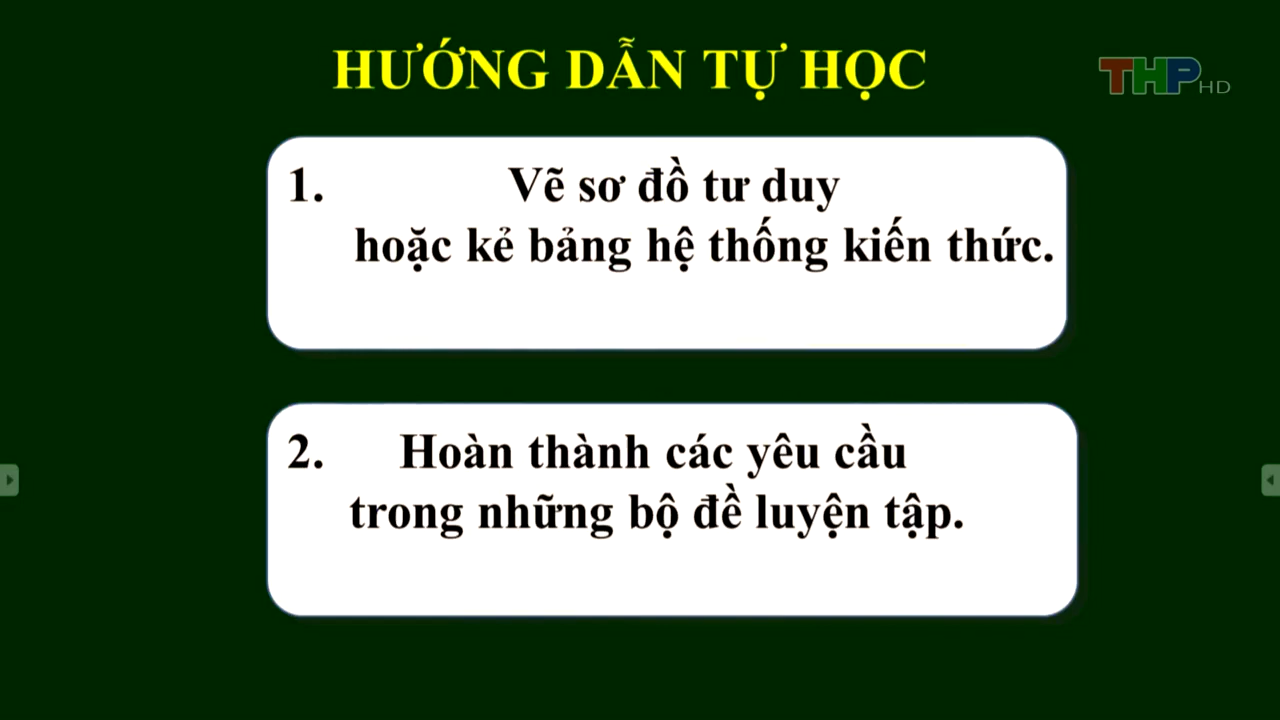 HƯỚNG DẪN TỰ HỌC
THP HD
1. Vẽ sơ đồ tư duy
hoặc kẻ bảng hệ thống kiến thức.
2. Hoàn thành các yêu cầu
trong những bộ đề luyện tập.